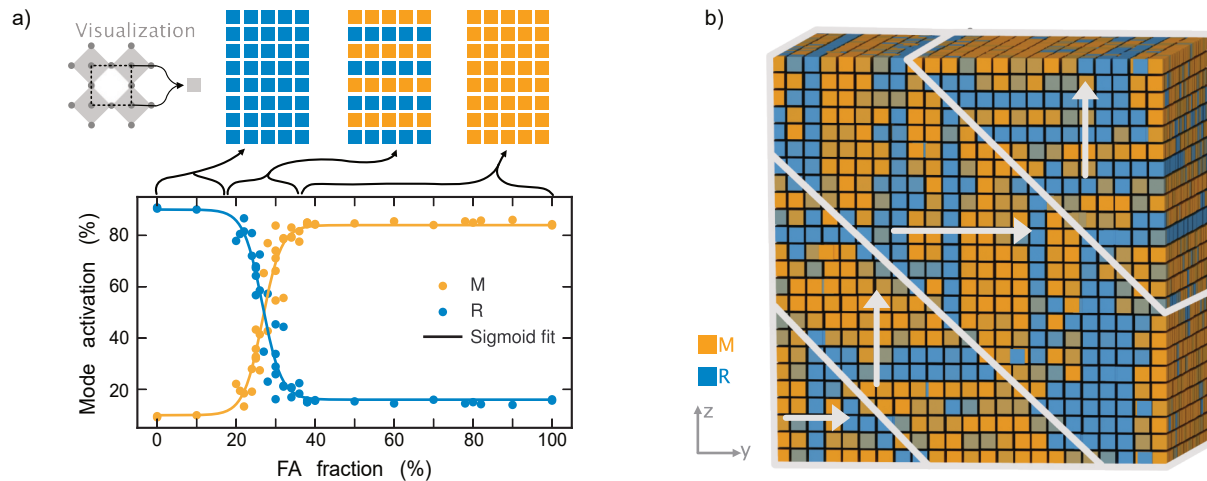 a)
Visualization
Mode activation (%)
80
60
40
20
0
20
40
60
80
100
FA fraction (%)
M
R
Sigmoid fit
b)
M
R
z
y